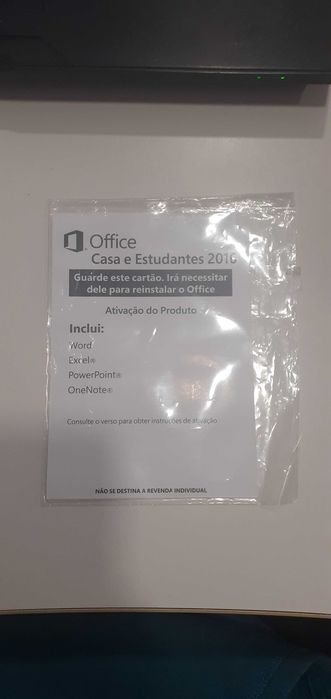 Office
Casa e Estudantes 2016
Guarde este cartão. Irá necessitar
dele para reinstalar o Office
Ativação do Produto
Inclui:
Word
Excel®
PowerPoint®
OneNote®
Consulte o verso para obter instruções de ativação
NÃO SE DESTINA A REVENDA INDIVIDUAL